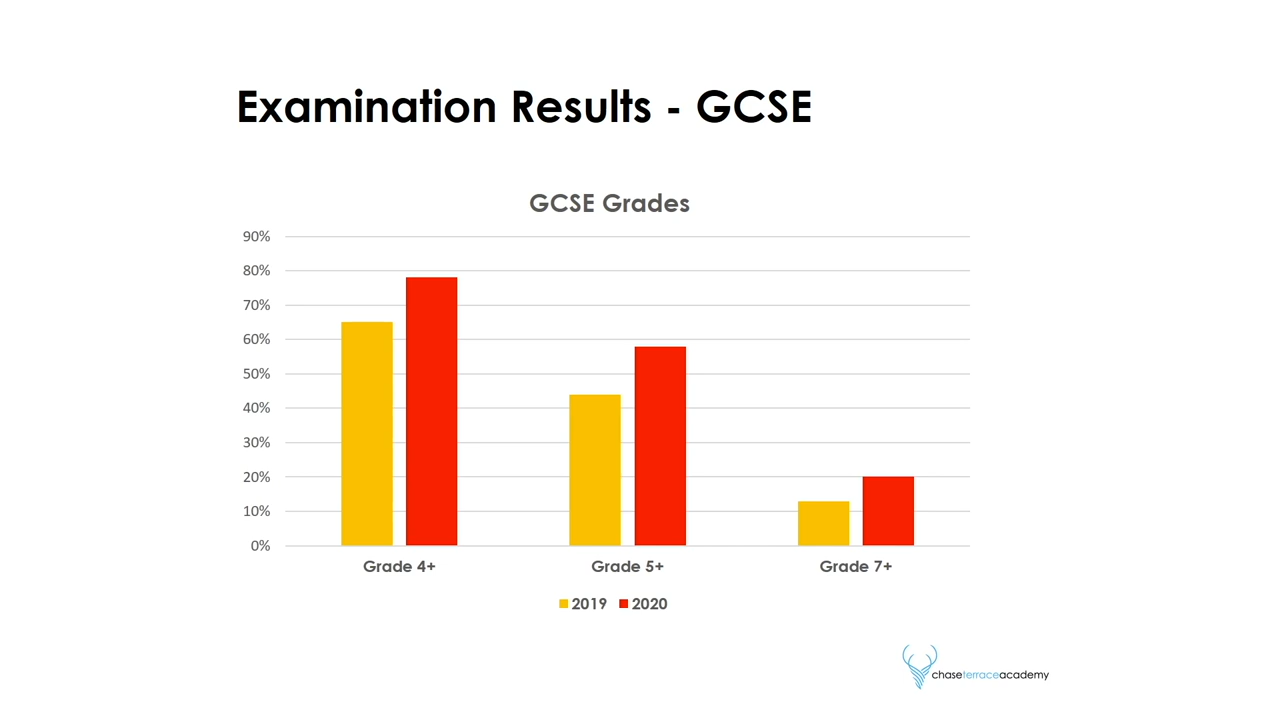 Examination Results - GCSE
GCSE Grades
90%
80%
70%
60%
50%
40%
30%
20%
10%
0%
Grade 4+ Grade 5+ Grade 7+
2019 2020
chaseterraceacademy